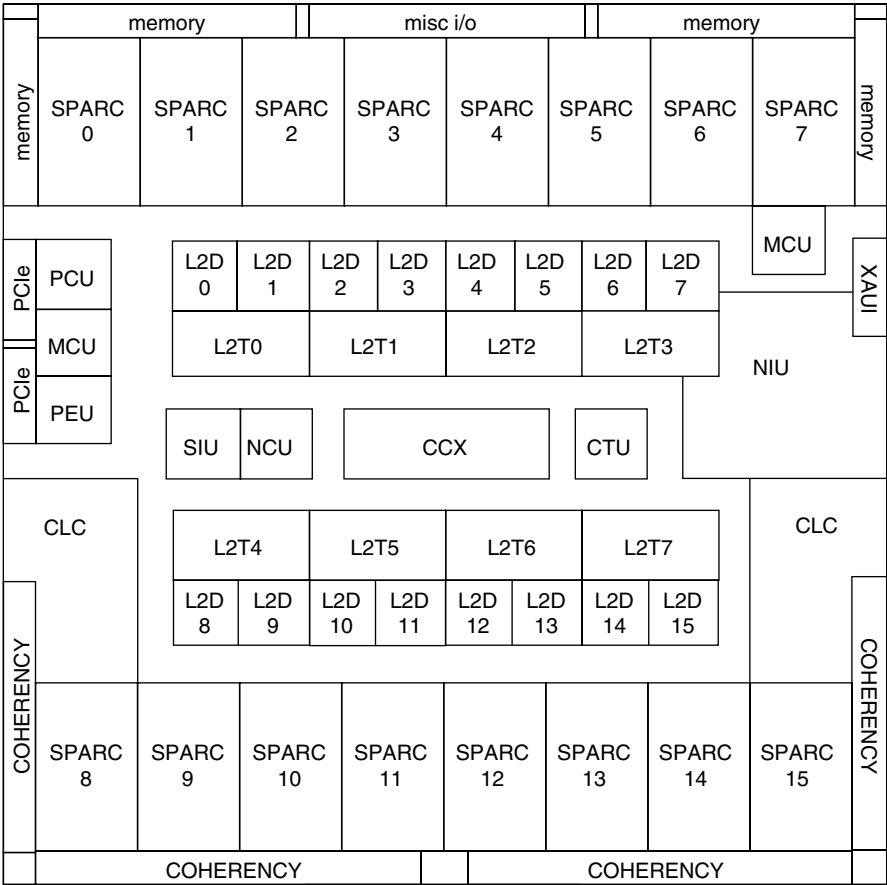 memory
misc i/o
memory
memory
SPARC
0
SPARC
1
SPARC
2
SPARC
3
SPARC
4
SPARC
5
SPARC
6
SPARC
7
memory
MCU
PCIe
PCU
L2D
0
L2D
1
L2D
2
L2D
3
L2D
4
L2D
5
L2D
6
L2D
7
XAUI
MCU
L2T0
L2T1
L2T2
L2T3
NIU
PCIe
PEU
SIU
NCU
CCX
CTU
CLC
L2T4
L2T5
L2T6
L2T7
CLC
L2D
8
L2D
9
L2D
10
L2D
11
L2D
12
L2D
13
L2D
14
L2D
15
COHERENCY
SPARC
8
SPARC
9
SPARC
10
SPARC
11
SPARC
12
SPARC
13
SPARC
14
SPARC
15
COHERENCY
COHERENCY
COHERENCY